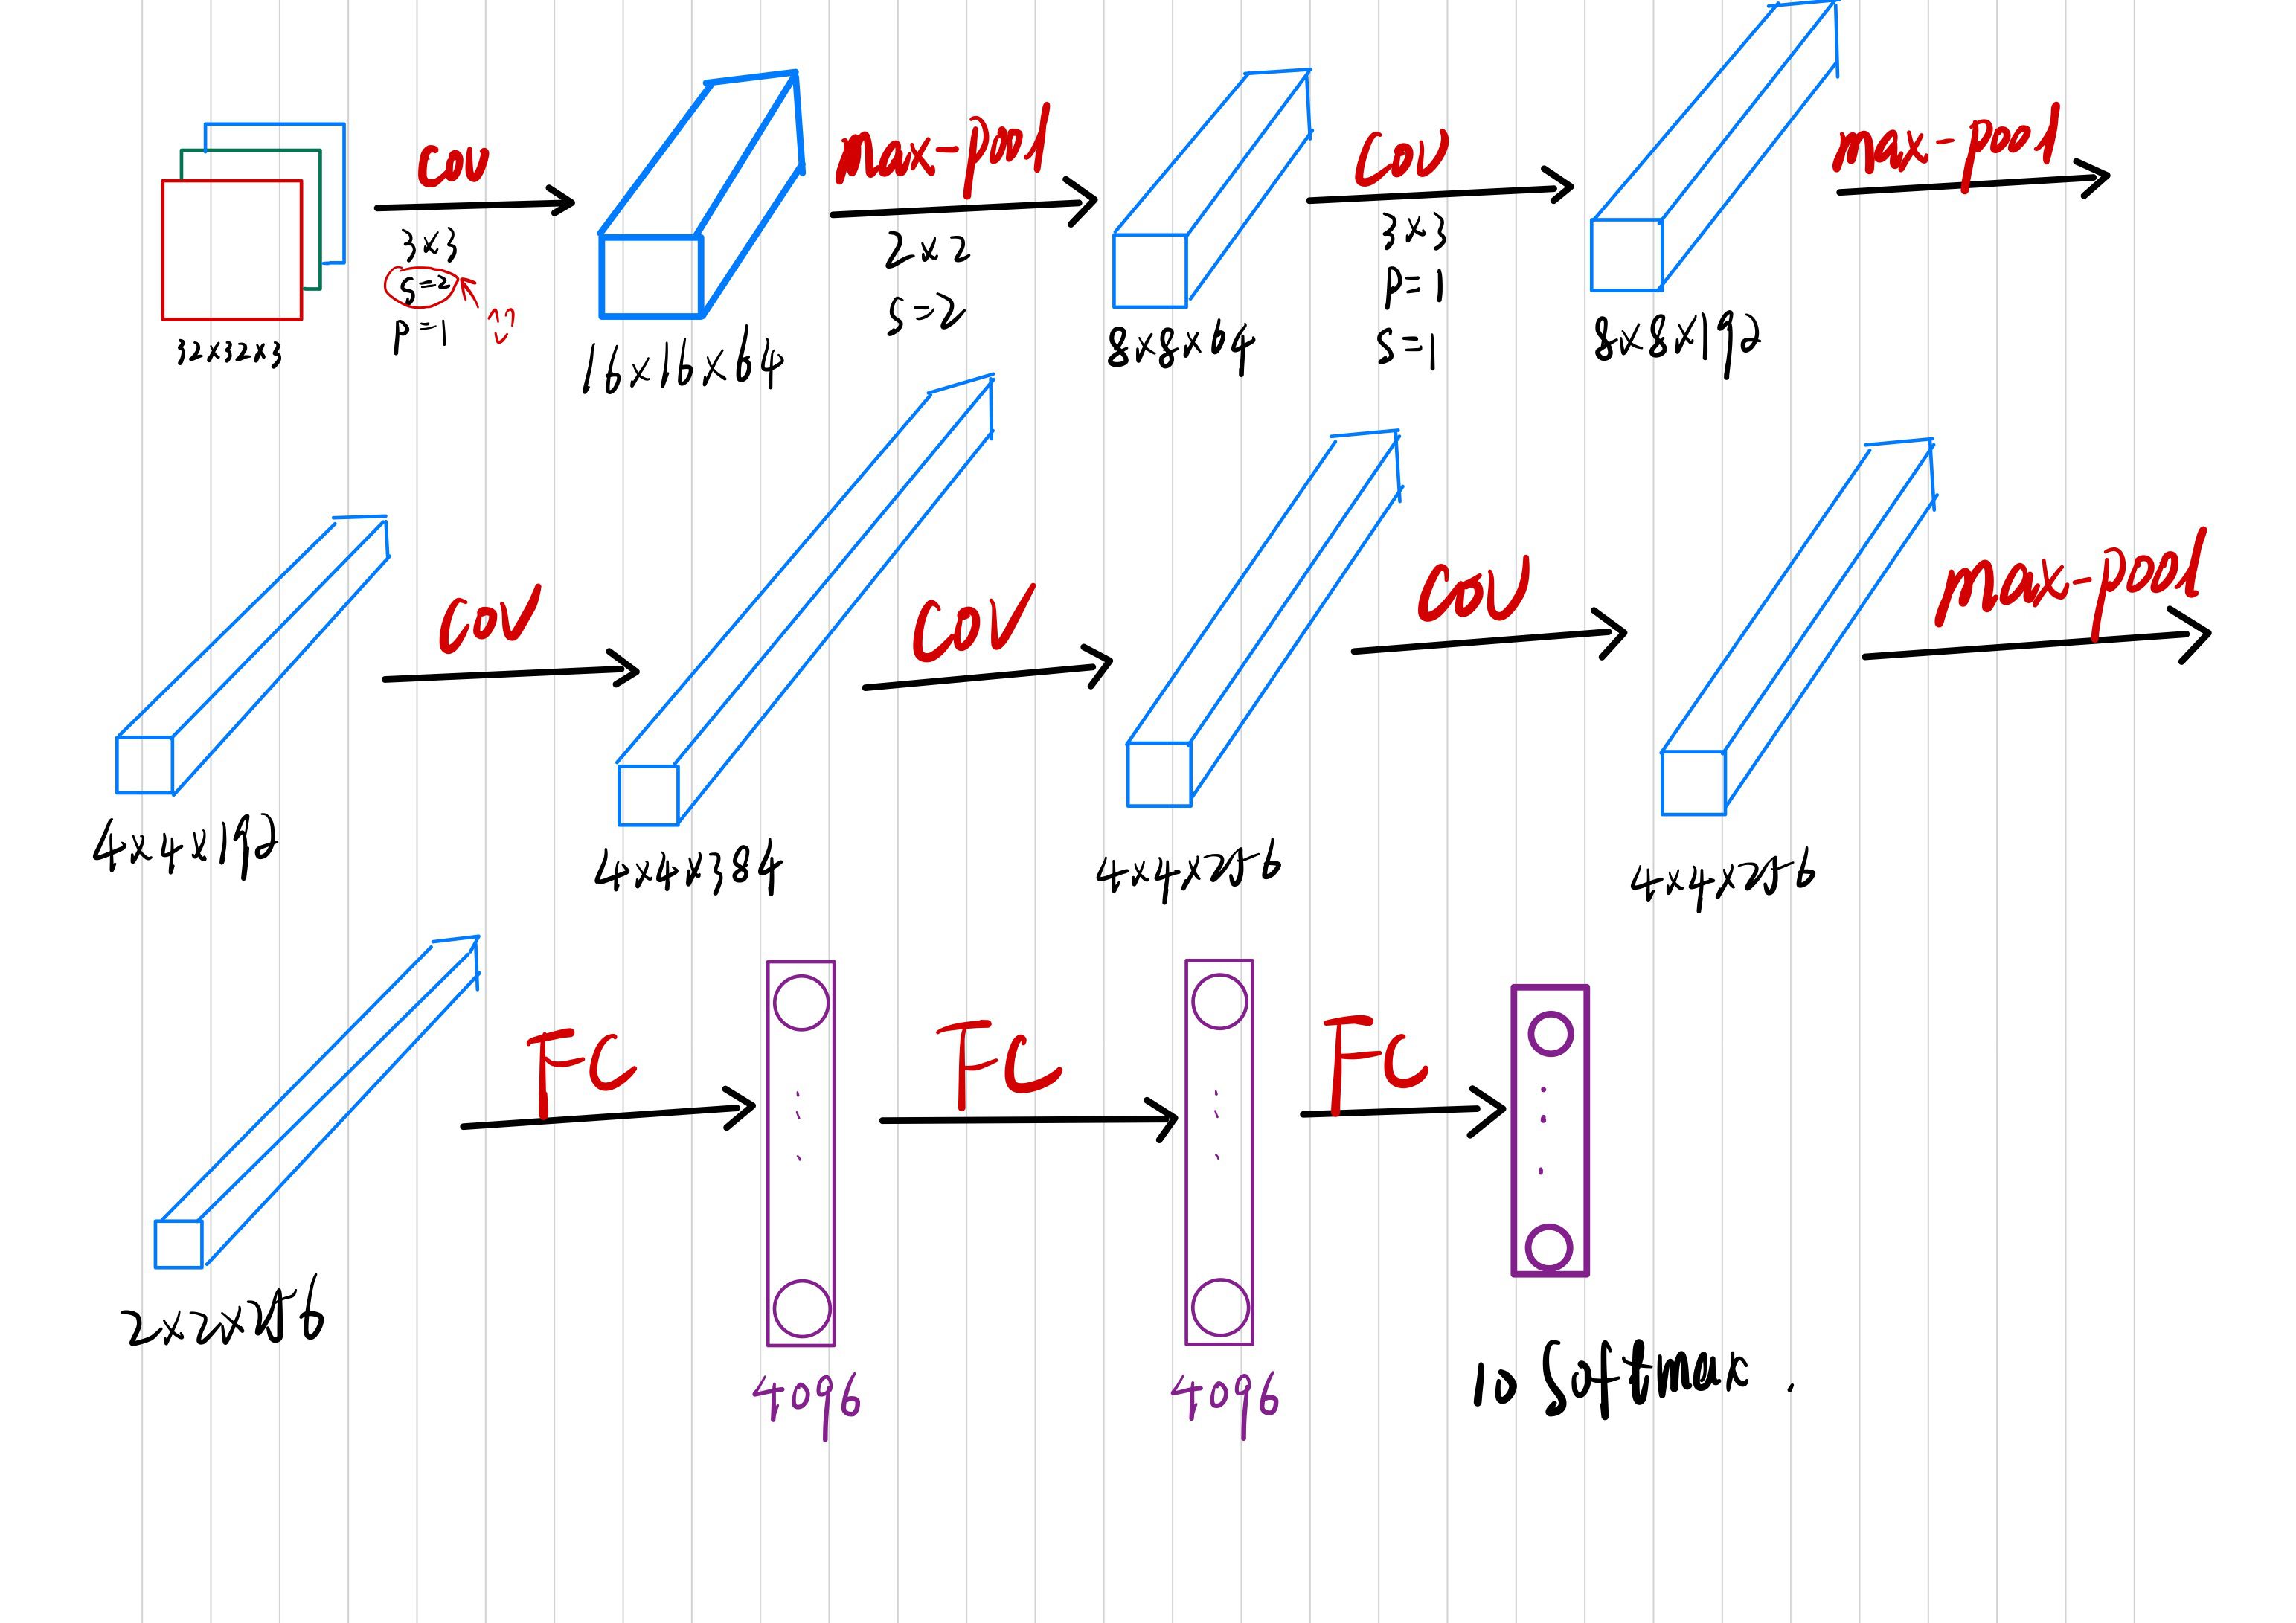 cov
3×3
s=2
p=1
32×32×3
16×16×64
max-pool
2×2
s=2
8×8×64
cov
3×3
p=1
s=1
8×8×192
max-pool
4×4×192
cov
4×4×384
cov
4×4×256
cov
4×4×256
max-pool
2×2×256
FC
4096
FC
4096
FC
10 Softmax.